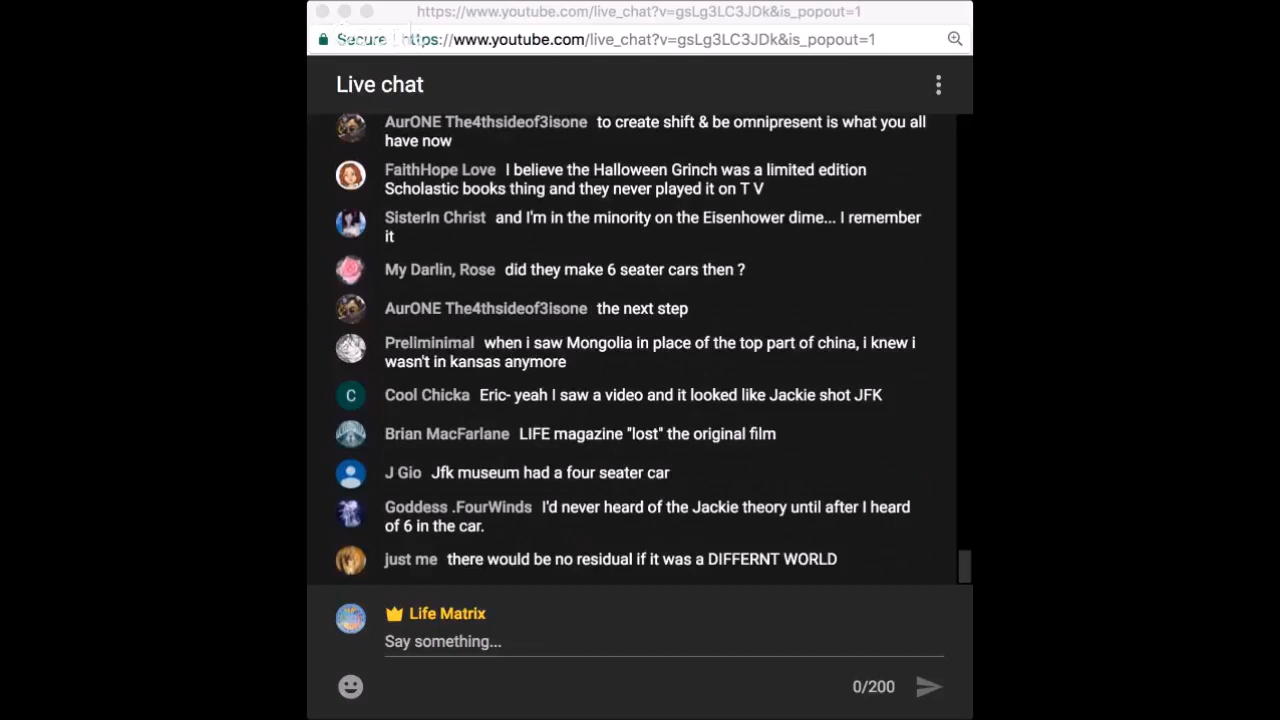 https://www.youtube.com/live_chat?v=gsLg3LC3JDk&is_popout=1
Secure https://www.youtube.com/live_chat?v=gsLg3LC3JDk&is_popout=1
Live chat
AurONE The4thsideof3isone to create shift & be omnipresent is what you all
have now
FaithHope Love I believe the Halloween Grinch was a limited edition
Scholastic books thing and they never played it on T V
SisterIn Christ and I'm in the minority on the Eisenhower dime... I remember
it
My Darlin, Rose did they make 6 seater cars then ?
AurONE The4thsideof3isone the next step
Preliminimal when i saw Mongolia in place of the top part of china, i knew i
wasn't in kansas anymore
C Cool Chicka Eric- yeah I saw a video and it looked like Jackie shot JFK
Brian MacFarlane LIFE magazine "lost" the original film
J Gio Jfk museum had a four seater car
Goddess .FourWinds I'd never heard of the Jackie theory until after I heard
of 6 in the car.
just me there would be no residual if it was a DIFFERNT WORLD
Life Matrix
Say something...
0/200